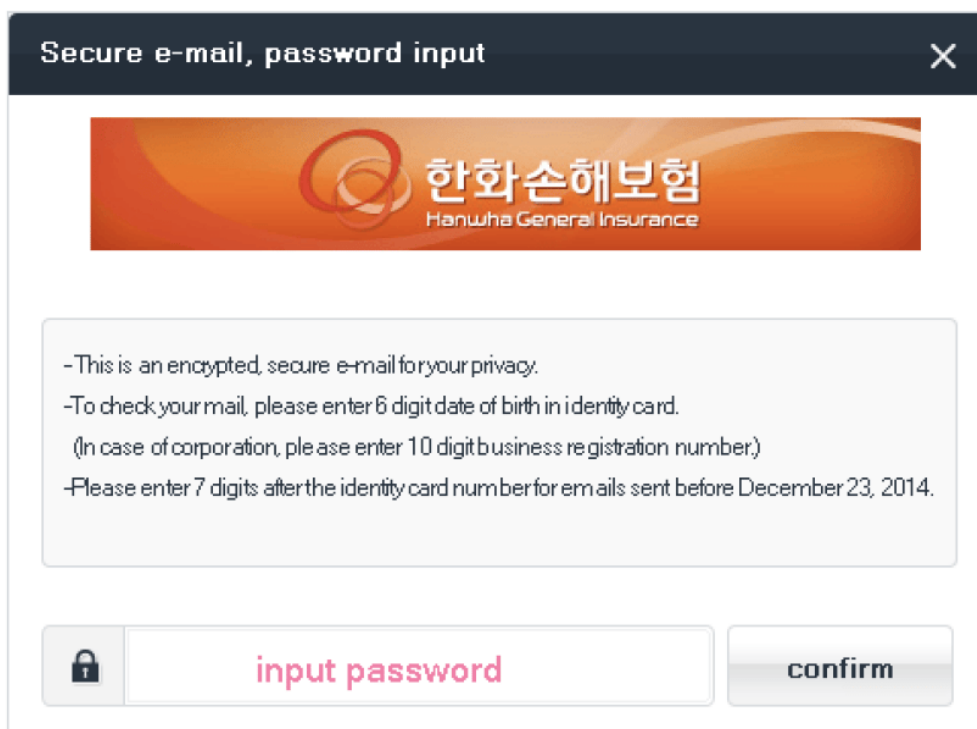 Secure e-mail, password input
한화손해보험
Hanwha General Insurance
-This is an encrypted, secure e-mail for your privacy.
-To check your mail, please enter 6 digit date of birth in identity card.
(In case of corporation, please enter 10 digit business registration number.)
-Please enter 7 digits after the identity card number for emails sent before December 23, 2014.
input password
confirm